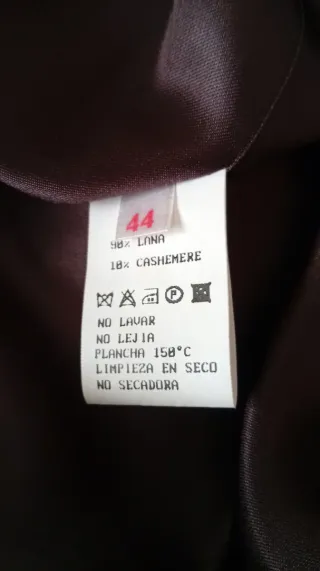 44
90% LANA
10% CASHEMERE
P
NO LAVAR
NO LEJIA
PLANCHA 150°C
LIMPIEZA EN SECO
NO SECADORA